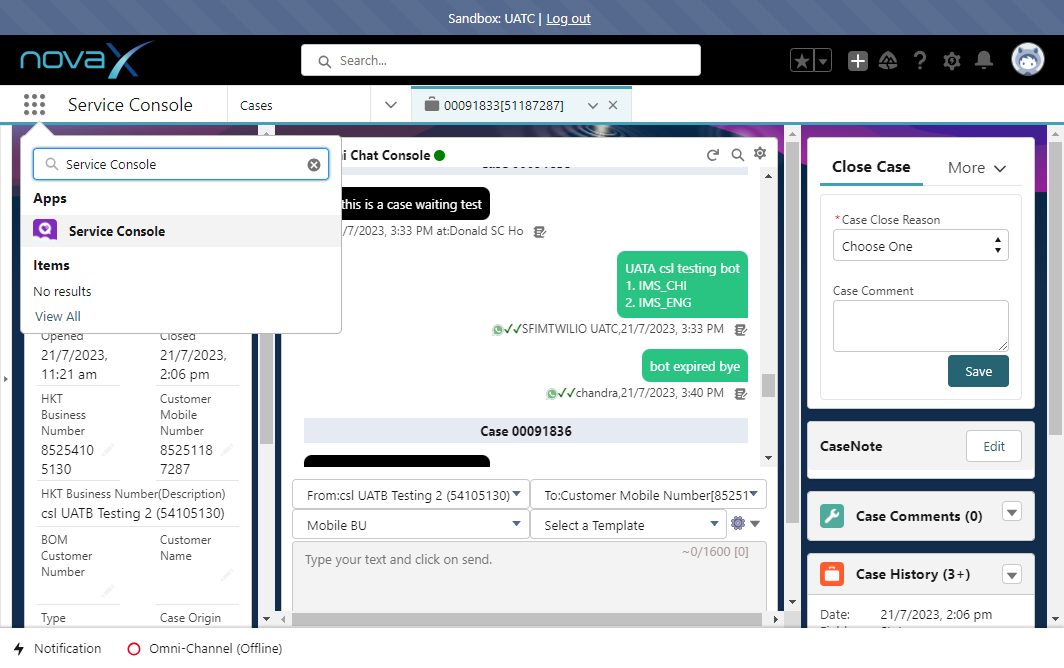 Sandbox: UATC | Log out
novaX
Search...
Service Console
Cases
00091833[51187287]
Service Console
Apps
Service Console
Items
No results
View All
Opened
Closed
21/7/2023,
11:21 am
21/7/2023,
2:06 pm
HKT
Business
Number
Customer
Mobile
Number
8525410
5130
8525118
7287
HKT Business Number(Description)
csl UATB Testing 2 (54105130)
BOM
Customer
Number
Customer
Name
Type
Case Origin
Chat Console
this is a case waiting test
/7/2023, 3:33 PM at:Donald SC Ho
UATA csl testing bot
1. IMS_CHI
2. IMS_ENG
SFIMTWILIO UATC,21/7/2023, 3:33 PM
bot expired bye
chandra,21/7/2023, 3:40 PM
Case 00091836
From:csl UATB Testing 2 (54105130)
To:Customer Mobile Number[85251
Mobile BU
Select a Template
Type your text and click on send.
~0/1600 [0]
Close Case
More
*Case Close Reason
Choose One
Case Comment
Save
CaseNote
Edit
Case Comments (0)
Case History (3+)
Date:
21/7/2023, 2:06 pm
Notification
Omni-Channel (Offline)